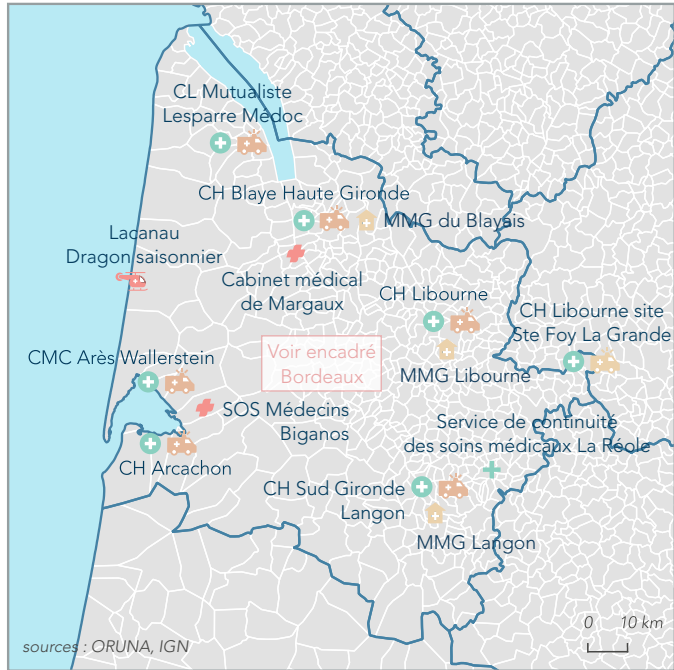 CL Mutualiste
Lesparre Médoc
CH Blaye Haute Gironde
MMG du Blayais
Lacanau
Dragon saisonnier
Cabinet médical
de Margaux
CH Libourne
CH Libourne site
Ste Foy La Grande
Voir encadré
Bordeaux
MMG Libourne
CMC Arès Wallerstein
SOS Médecins
Biganos
Service de continuité
des soins médicaux La Réole
CH Arcachon
CH Sud Gironde
Langon
MMG Langon
0 10 km
sources : ORUNA, IGN